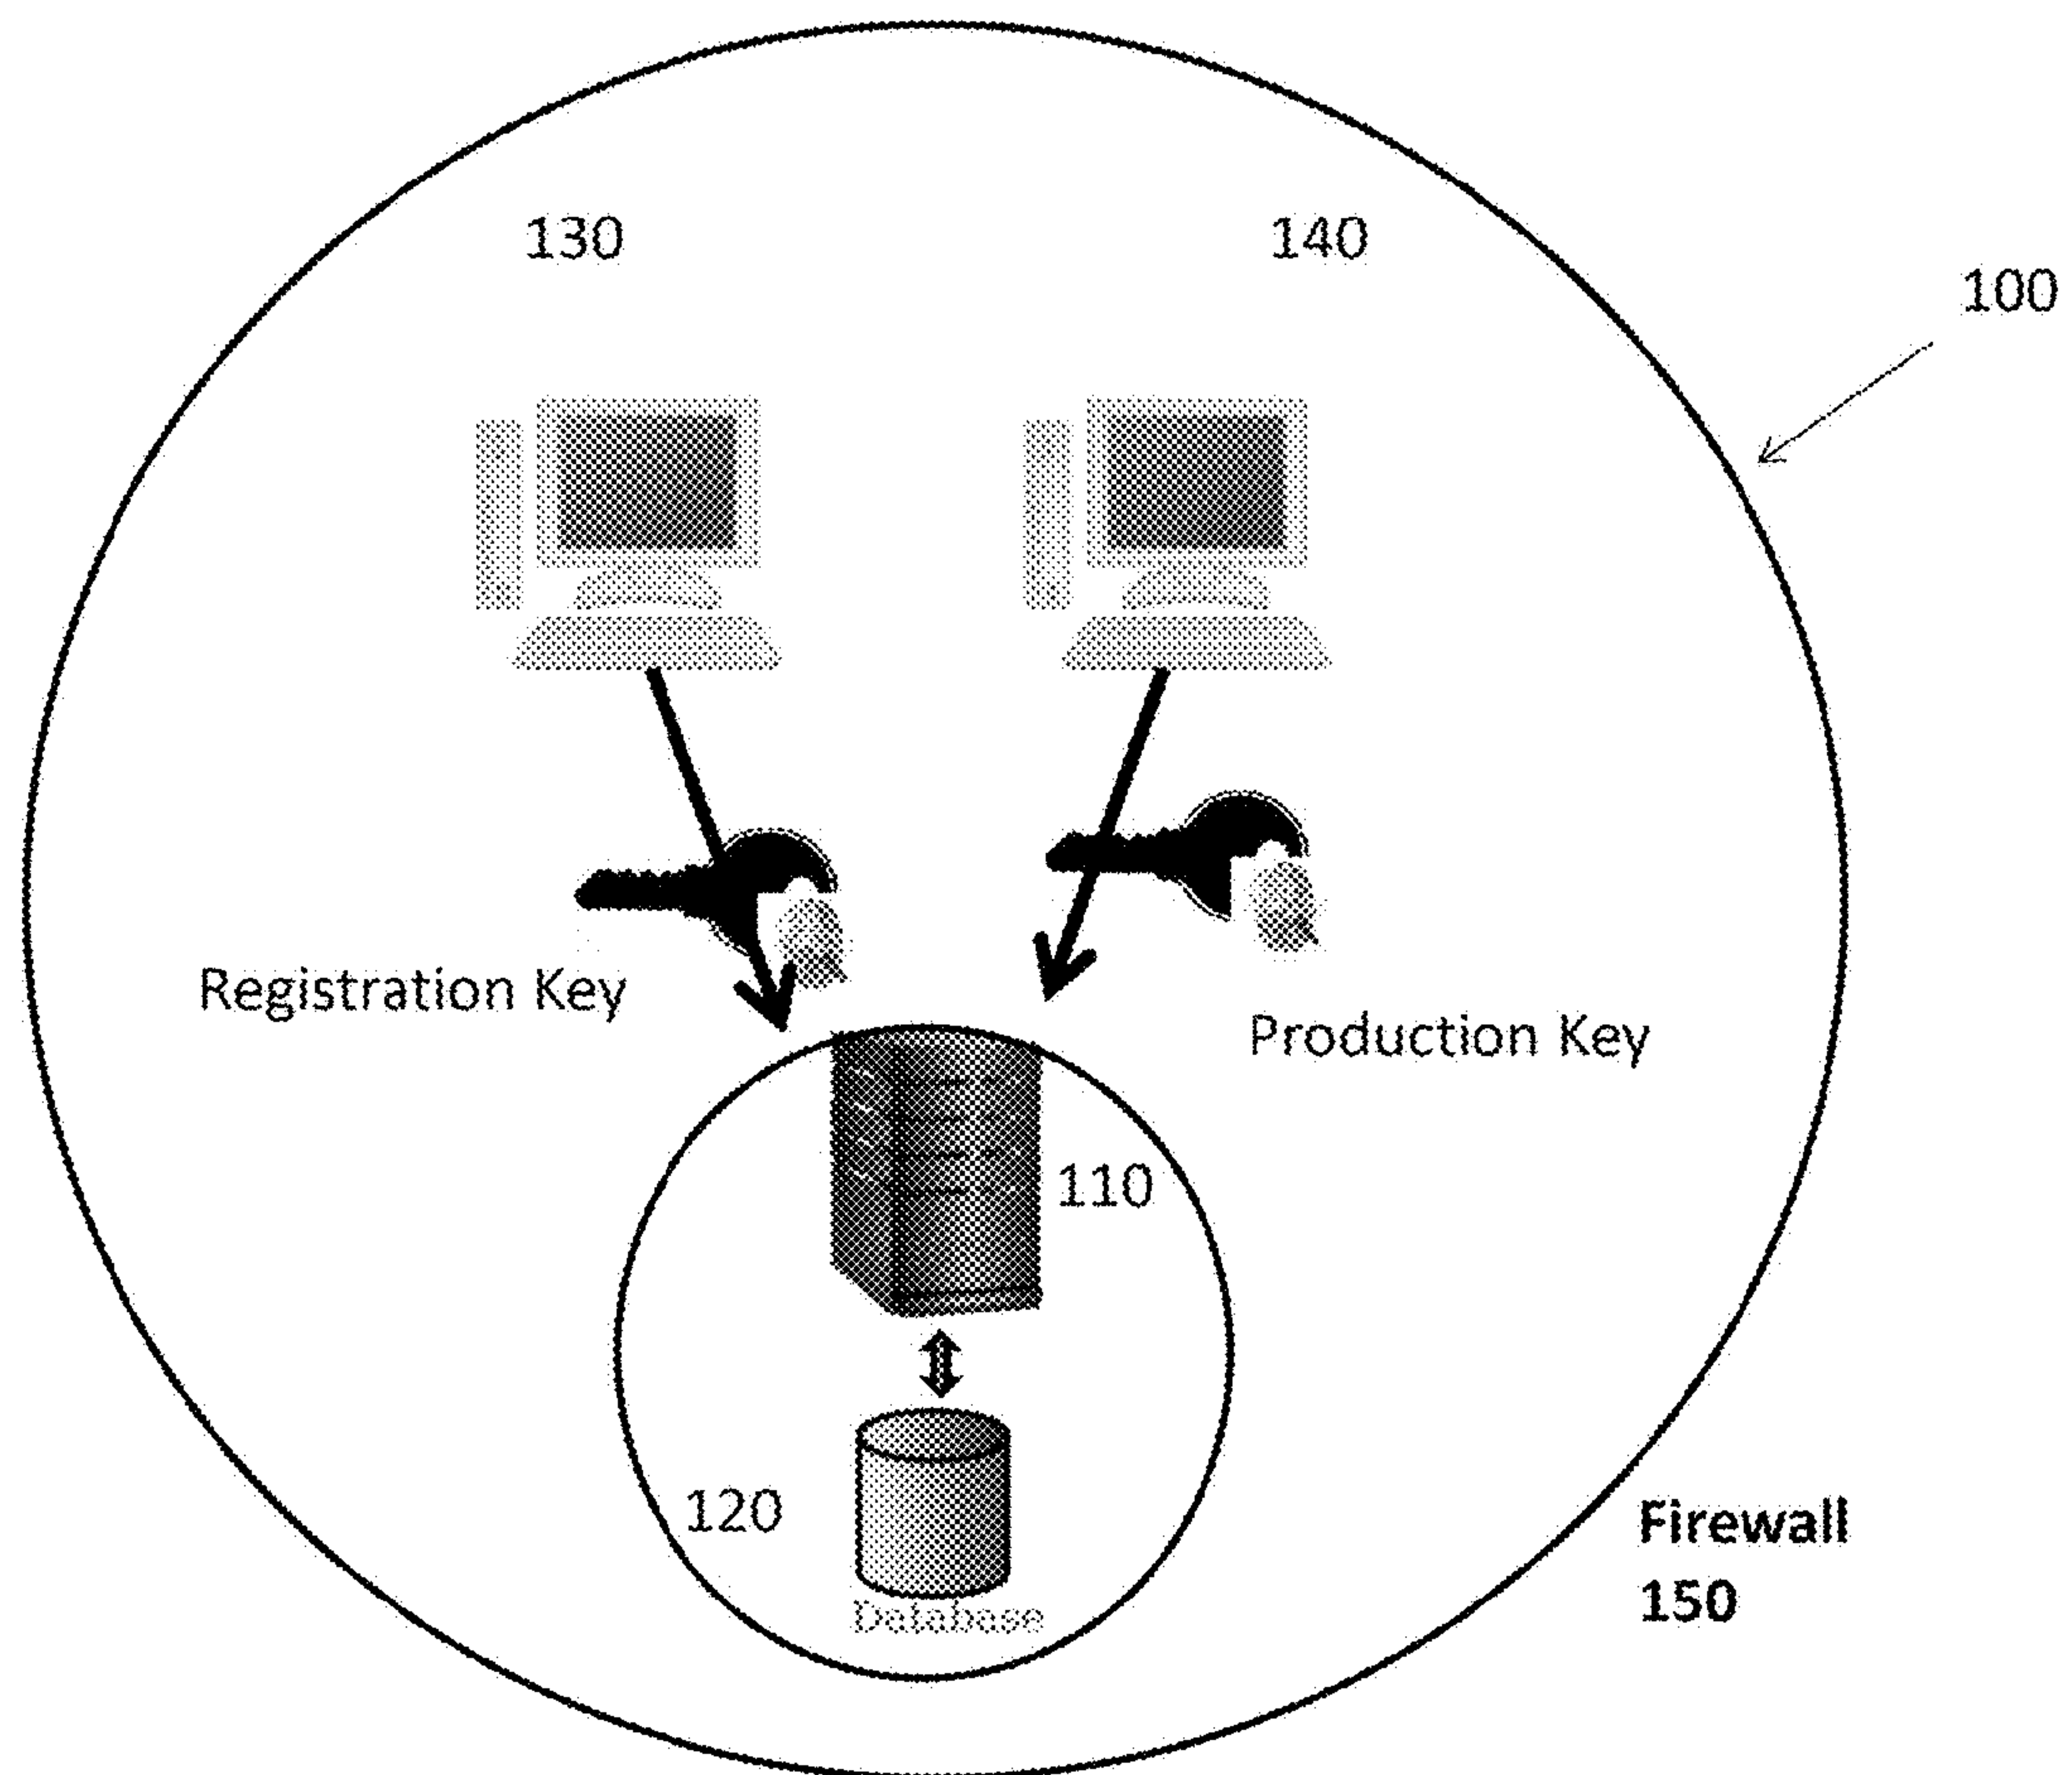 130
140
100
Registration Key
Production Key
110
120
Database
Firewall
150